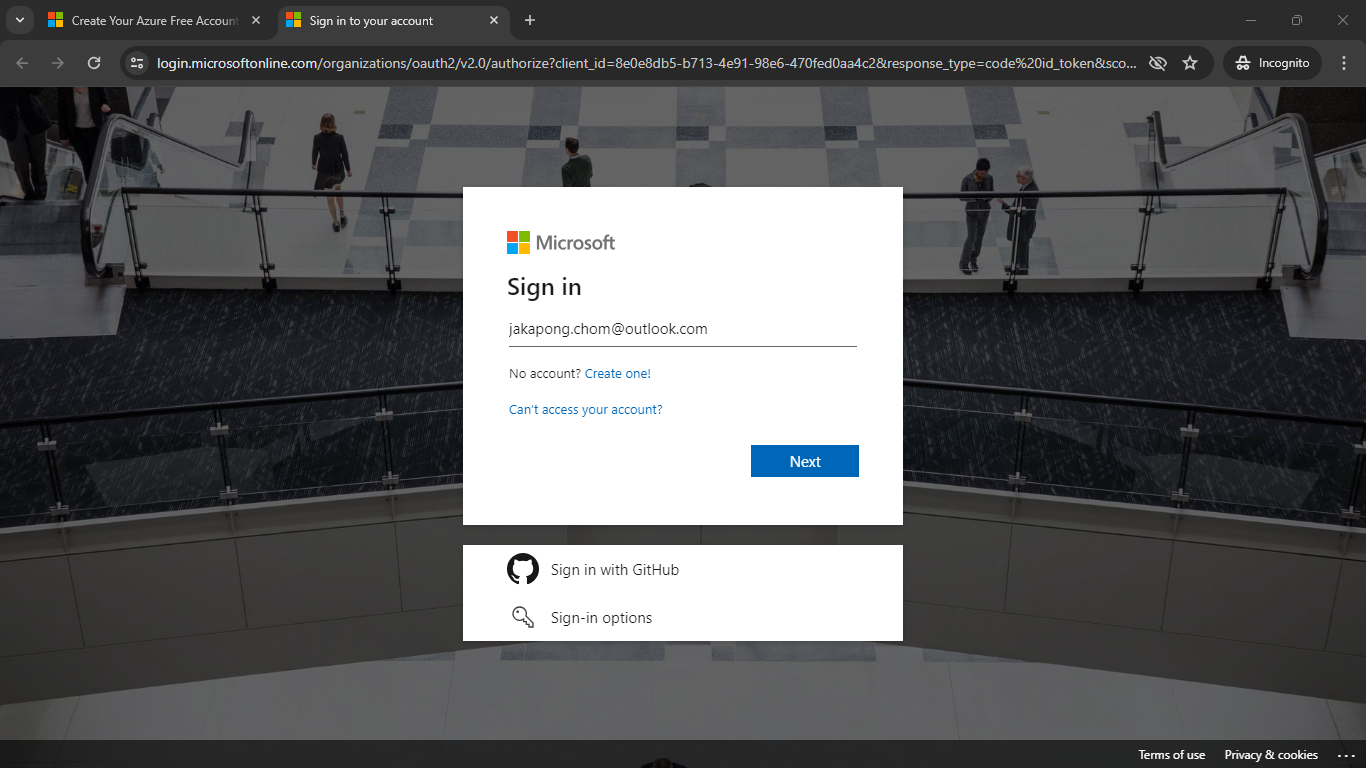 Create Your Azure Free Account
Sign in to your account
login.microsoftonline.com/organizations/oauth2/v2.0/authorize?client_id=8e0e8db5-b713-4e91-98e6-470fed0aa4c2&response_type=code%20id_token&sco...
Incognito
Microsoft
Sign in
jakapong.chom@outlook.com
No account? Create one!
Can't access your account?
Next
Sign in with GitHub
Sign-in options
Terms of use Privacy & cookies ...